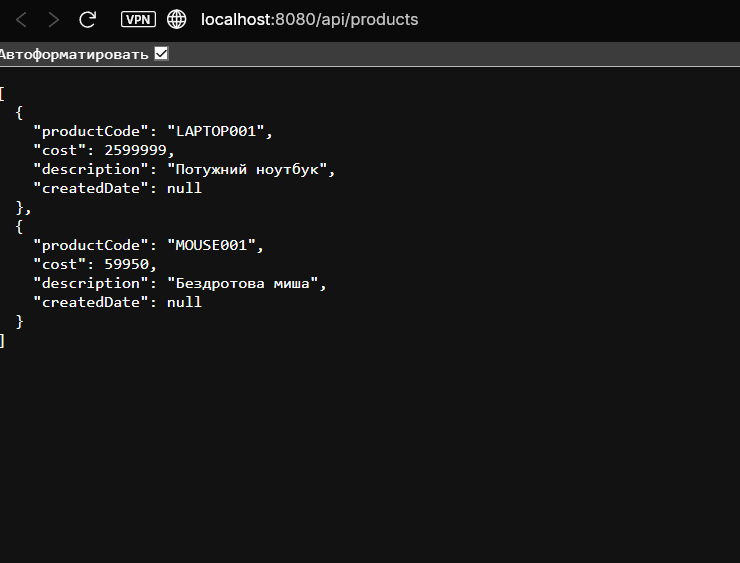 VPN localhost:8080/api/products
Автоформатировать
[
  {
    "productCode": "LAPTOP001",
    "cost": 2599999,
    "description": "Потужний ноутбук",
    "createdDate": null
  },
  {
    "productCode": "MOUSE001",
    "cost": 59950,
    "description": "Бездротова миша",
    "createdDate": null
  }
]